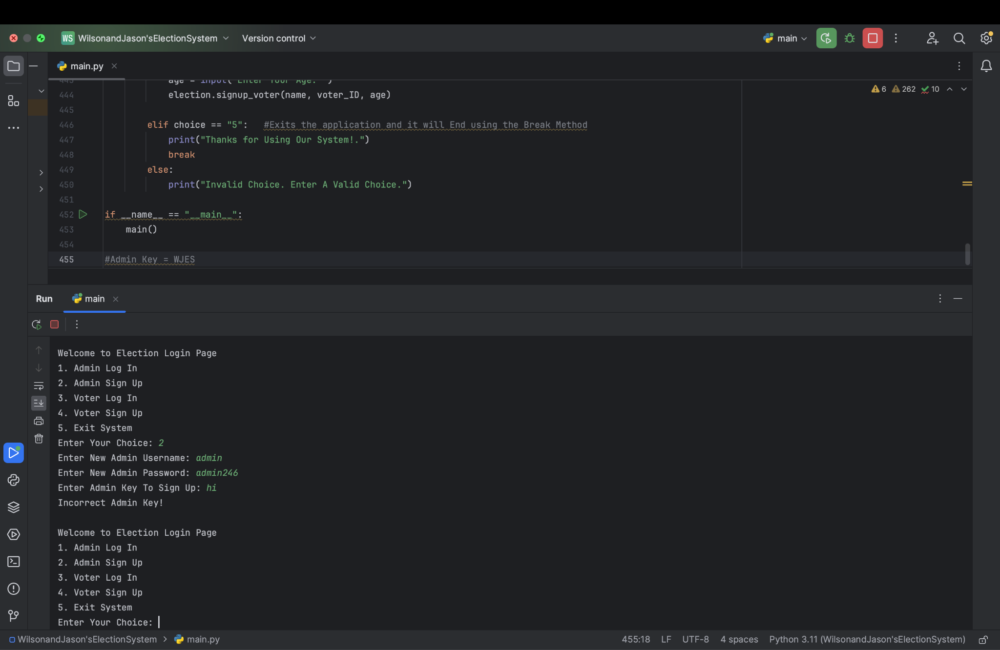 WS WilsonandJason'sElectionSystem Version control main
main.py
443 age = input("Enter Your Age: ")
444 election.signup_voter(name, voter_ID, age)
6 262 10
445
446 elif choice == "5": #Exits the application and it will End using the Break Method
447 print("Thanks for Using Our System!.")
448 break
449 else:
450 print("Invalid Choice. Enter A Valid Choice.")
451
452 if __name__ == "__main__":
453 main()
454
455 #Admin Key = WJES
Run main
Welcome to Election Login Page
1. Admin Log In
2. Admin Sign Up
3. Voter Log In
4. Voter Sign Up
5. Exit System
Enter Your Choice: 2
Enter New Admin Username: admin
Enter New Admin Password: admin246
Enter Admin Key To Sign Up: hi
Incorrect Admin Key!
Welcome to Election Login Page
1. Admin Log In
2. Admin Sign Up
3. Voter Log In
4. Voter Sign Up
5. Exit System
Enter Your Choice:
WilsonandJason'sElectionSystem > main.py 455:18 LF UTF-8 4 spaces Python 3.11 (WilsonandJason'sElectionSystem)